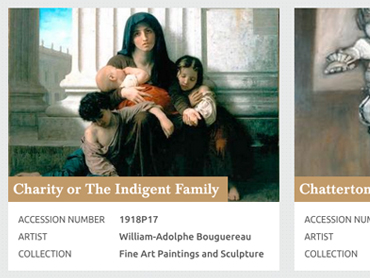 Charity or The Indigent Family
ACCESSION NUMBER 1918P17
ARTIST William-Adolphe Bouguereau
COLLECTION Fine Art Paintings and Sculpture
Chatterton
ACCESSION
ARTIST
COLLECTION